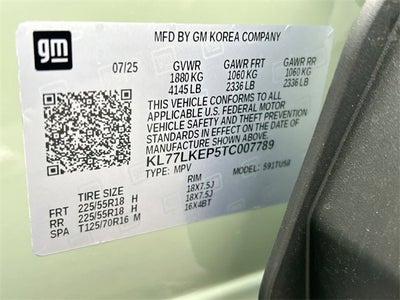 gm
MFD BY GM KOREA COMPANY
07/25 GVWR GAWR FRT GAWR RR
1880 KG 1060 KG 1060 KG
4145 LB 2336 LB 2336 LB
THIS VEHICLE CONFORMS TO ALL
APPLICABLE U.S. FEDERAL MOTOR
VEHICLE SAFETY AND
PREVENTION STANDARDS IN EFFECT ON
THE DATE OF MANUFACTURE SHOWN ABOVE.
KL77LKEP5TC007789
TYPE: MPV MODEL: 591TU58
TIRE SIZE RIM
FRT 225/55R18 H 18X7.5J
RR 225/55R18 H 18X7.5J
SPA T125/70R16 M 16X4BT